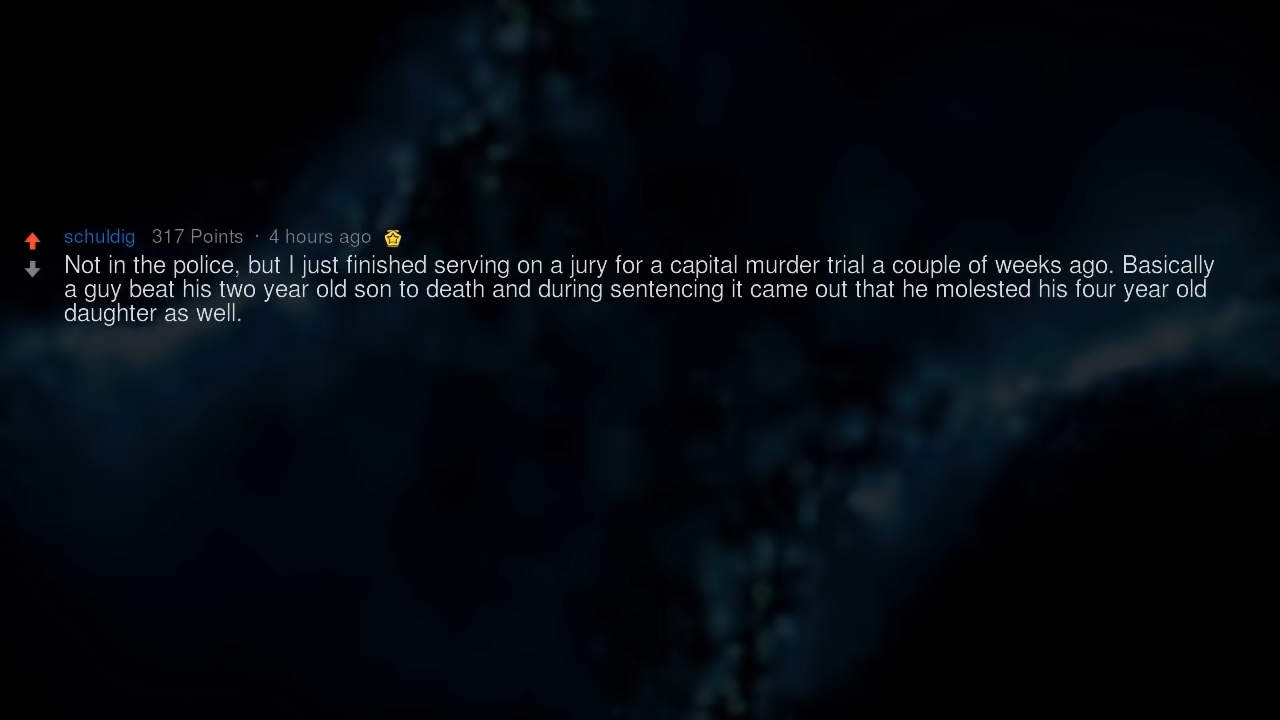 schuldig 317 Points · 4 hours ago
Not in the police, but I just finished serving on a jury for a capital murder trial a couple of weeks ago. Basically
a guy beat his two year old son to death and during sentencing it came out that he molested his four year old
daughter as well.